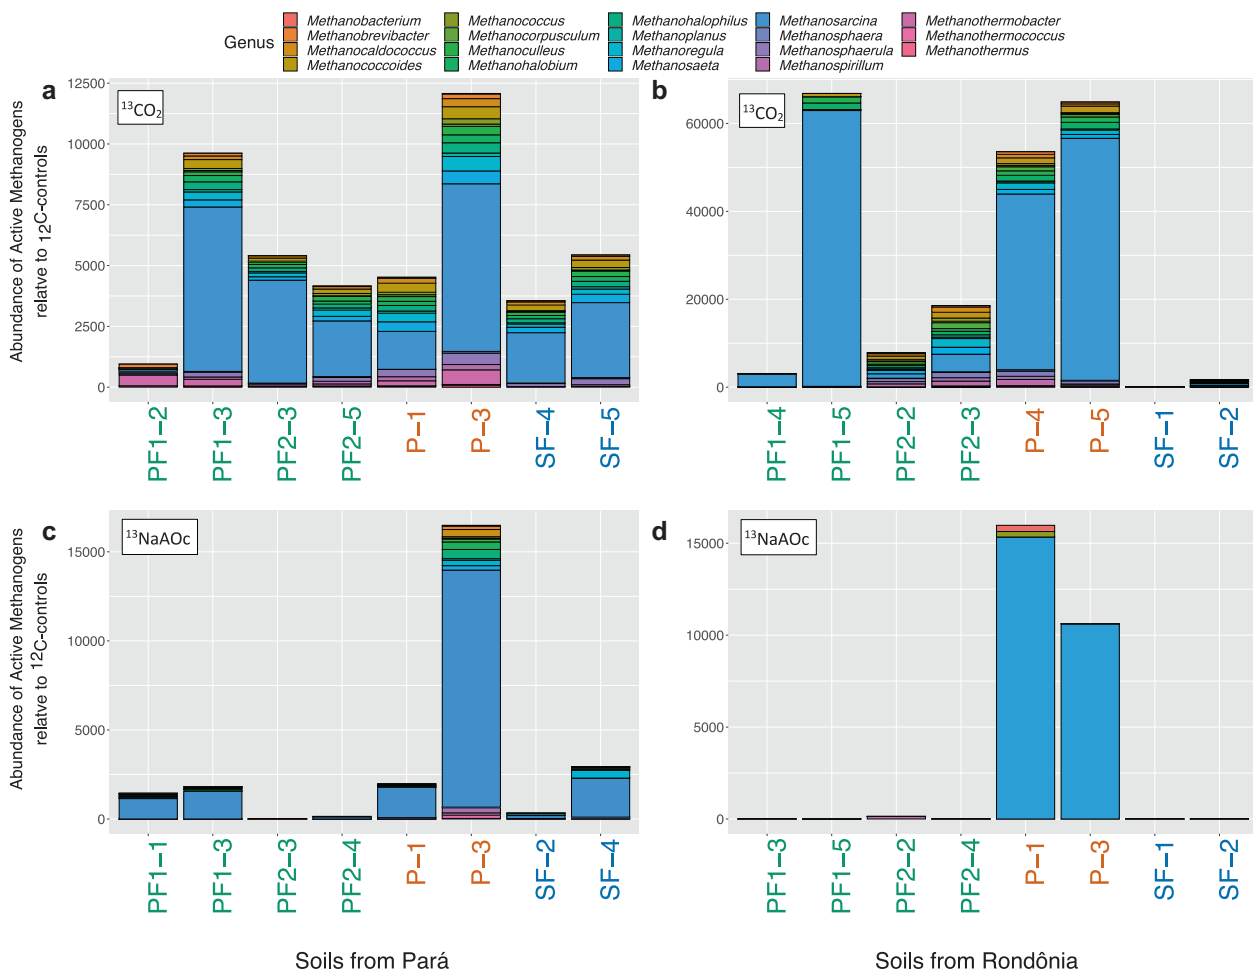 Genus
Methanobacterium
Methanobrevibacter
Methanocaldococcus
Methanococcoides
Methanococcus
Methanocorpusculum
Methanoculleus
Methanohalobium
Methanohalophilus
Methanoplanus
Methanoregula
Methanosaeta
Methanosarcina
Methanosphaera
Methanosphaerula
Methanospirillum
Methanothermobacter
Methanothermococcus
Methanothermus
a
¹³CO₂
Abundance of Active Methanogens
relatve to 12C-controls
12500
10000
7500
5000
2500
0
PF1−2
PF1−3
PF2−3
PF2−5
P−1
P−3
SF−4
SF−5
b
¹³CO₂
60000
40000
20000
0
PF1−4
PF1−5
PF2−2
PF2−3
P−4
P−5
SF−1
SF−2
c
¹³NaAOc
Abundance of Active Methanogens
relatve to ¹²C-controls
15000
10000
5000
0
PF1−1
PF1−3
PF2−3
PF2−4
P−1
P−3
SF−2
SF−4
Soils from Pará
d
¹³NaAOc
15000
10000
5000
0
PF1−3
PF1−5
PF2−2
PF2−4
P−1
P−3
SF−1
SF−2
Soils from Rondônia